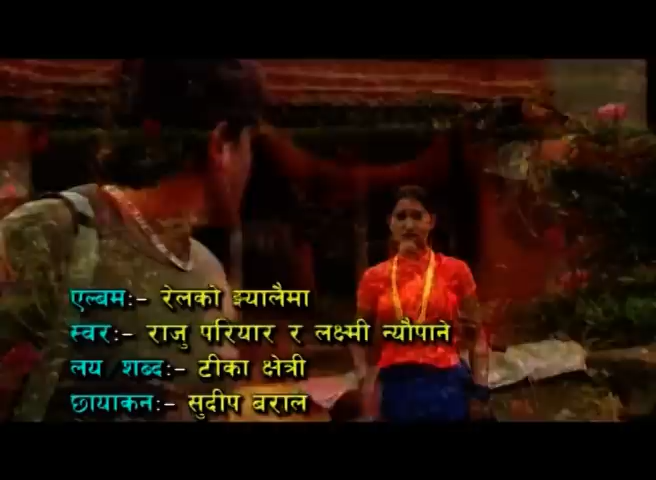 एल्बम:- रेलको झ्यालैमा
स्वर:- राजु परियार र लक्ष्मी न्यौपाने
लय शब्द:- टीका क्षेत्री
छायाकन:- सुदीप बराल